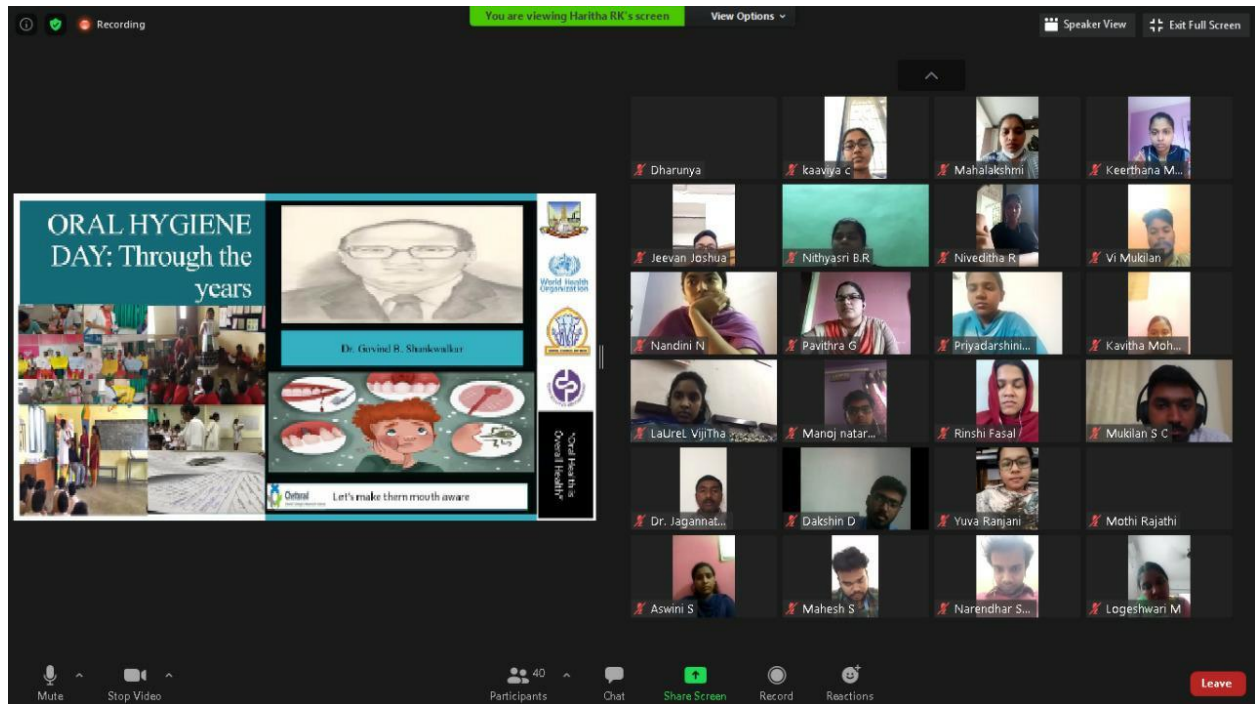 Recording
You are viewing Haritha RK's screen
View Options
Speaker View
Exit Full Screen
ORAL HYGIENE
DAY: Through the
years
Dr. Govind B. Shankwalkar
World Health
Organization
"Oral Health is
Overall Health"
Let's make them mouth aware
Dharunya
kaaviya c
Mahalakshmi
Keerthana M...
Jeevan Joshua
Nithyasri B.R
Niveditha R
Vi Mukilan
Nandini N
Pavithra G
Priyadarshini...
Kavitha Moh...
LaUreL VijiTha
Manoj natar...
Rinshi Fasal
Mukilan S C
Dr. Jagannat...
Dakshin D
Yuva Ranjani
Mothi Rajathi
Aswini S
Mahesh S
Narendhar S...
Logeshwari M
Mute
Stop Video
40
Participants
Chat
Share Screen
Record
Reactions
Leave